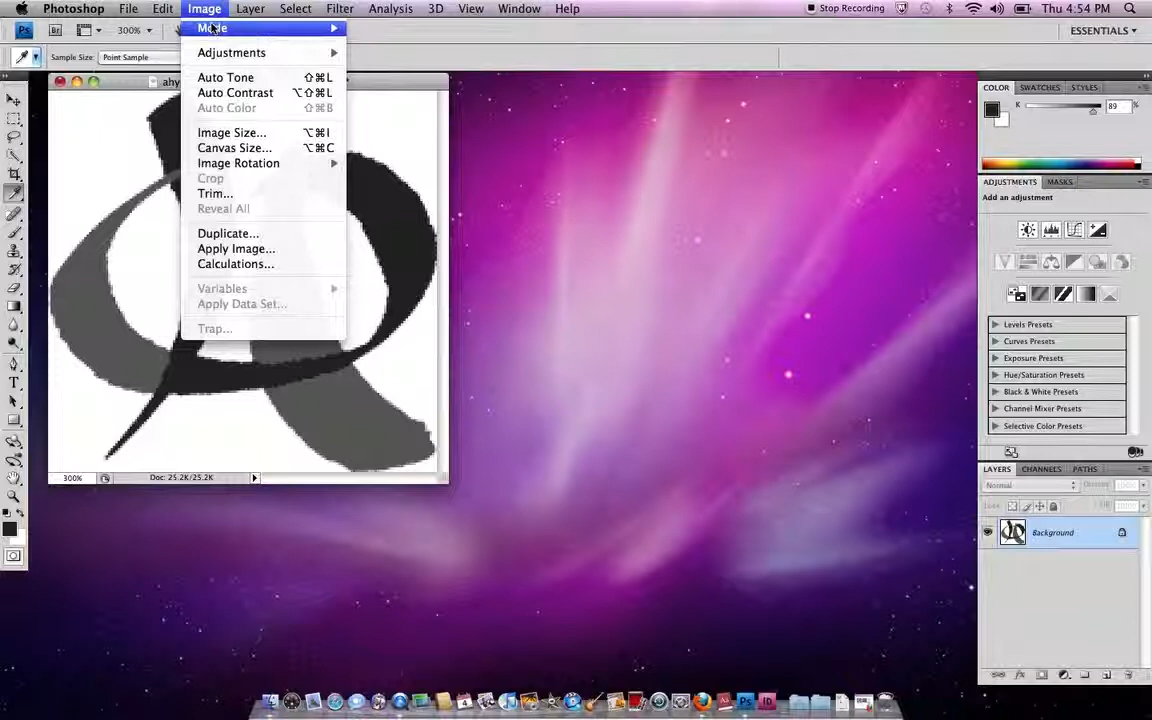 Photoshop File Edit Image Layer Select Filter Analysis 3D View Window Help Stop Recording Thu 4:54 PM
Ps Br 300% ESSENTIALS
Sample Size: Point Sample
Mode
Adjustments
Auto Tone ⇧⌘L
Auto Contrast ⌥⇧⌘L
Auto Color ⇧⌘B
Image Size... ⌥⌘I
Canvas Size... ⌥⌘C
Image Rotation
Crop
Trim...
Reveal All
Duplicate...
Apply Image...
Calculations...
Variables
Apply Data Set...
Trap...
ahy
300% Doc: 25.2K/25.2K
COLOR SWATCHES STYLES
K 89 %
ADJUSTMENTS MASKS
Add an adjustment
Levels Presets
Curves Presets
Exposure Presets
Hue/Saturation Presets
Black & White Presets
Channel Mixer Presets
Selective Color Presets
LAYERS CHANNELS PATHS
Normal
Background